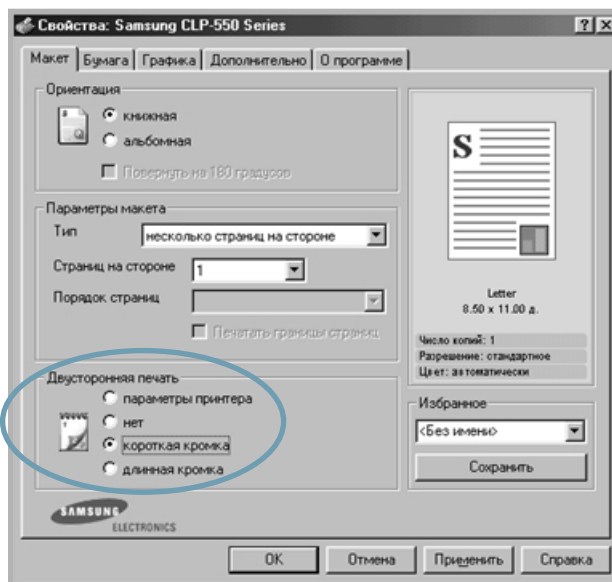 Свойства: Samsung CLP-550 Series
Макет Бумага Графика Дополнительно О программе
Ориентация
книжная
альбомная
Повернуть на 180 градусов
Параметры макета
Тип несколько страниц на стороне
Страниц на стороне 1
Порядок страниц
Печатать границы страниц
Двусторонняя печать
параметры принтера
нет
короткая кромка
длинная кромка
S
Letter
8.50 x 11.00 д.
Число копий: 1
Разрешение: стандартное
Цвет: автоматически
Избранное
<Без имени>
Сохранить
SAMSUNG
ELECTRONICS
OK Отмена Применить Справка